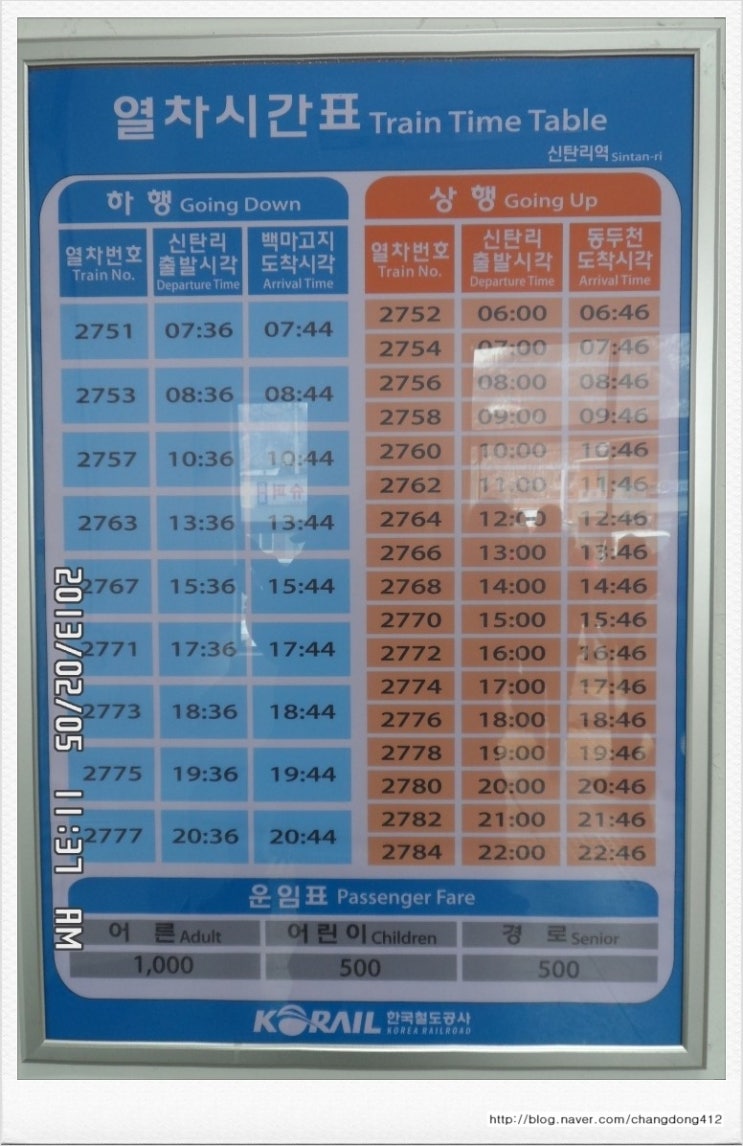 열차시간표 Train Time Table
신탄리역 Sintan-ri
하 행 Going Down
열차번호 Train No.
신탄리 출발시각 Departure Time
백마고지 도착시각 Arrival Time
2751 07:36 07:44
2753 08:36 08:44
2757 10:36 10:44
2763 13:36 13:44
2767 15:36 15:44
2771 17:36 17:44
2773 18:36 18:44
2775 19:36 19:44
2777 20:36 20:44
상 행 Going Up
열차번호 Train No.
신탄리 출발시각 Departure Time
동두천 도착시각 Arrival Time
2752 06:00 06:46
2754 07:00 07:46
2756 08:00 08:46
2758 09:00 09:46
2760 10:00 10:46
2762 11:00 11:46
2764 12:00 12:46
2766 13:00 13:46
2768 14:00 14:46
2770 15:00 15:46
2772 16:00 16:46
2774 17:00 17:46
2776 18:00 18:46
2778 19:00 19:46
2780 20:00 20:46
2782 21:00 21:46
2784 22:00 22:46
운임표 Passenger Fare
어 른 Adult 어린이 Children 경 로 Senior
1,000 500 500
KORAIL 한국철도공사
KOREA RAILROAD
2013/02/05 11:37 AM
http://blog.naver.com/changdong412